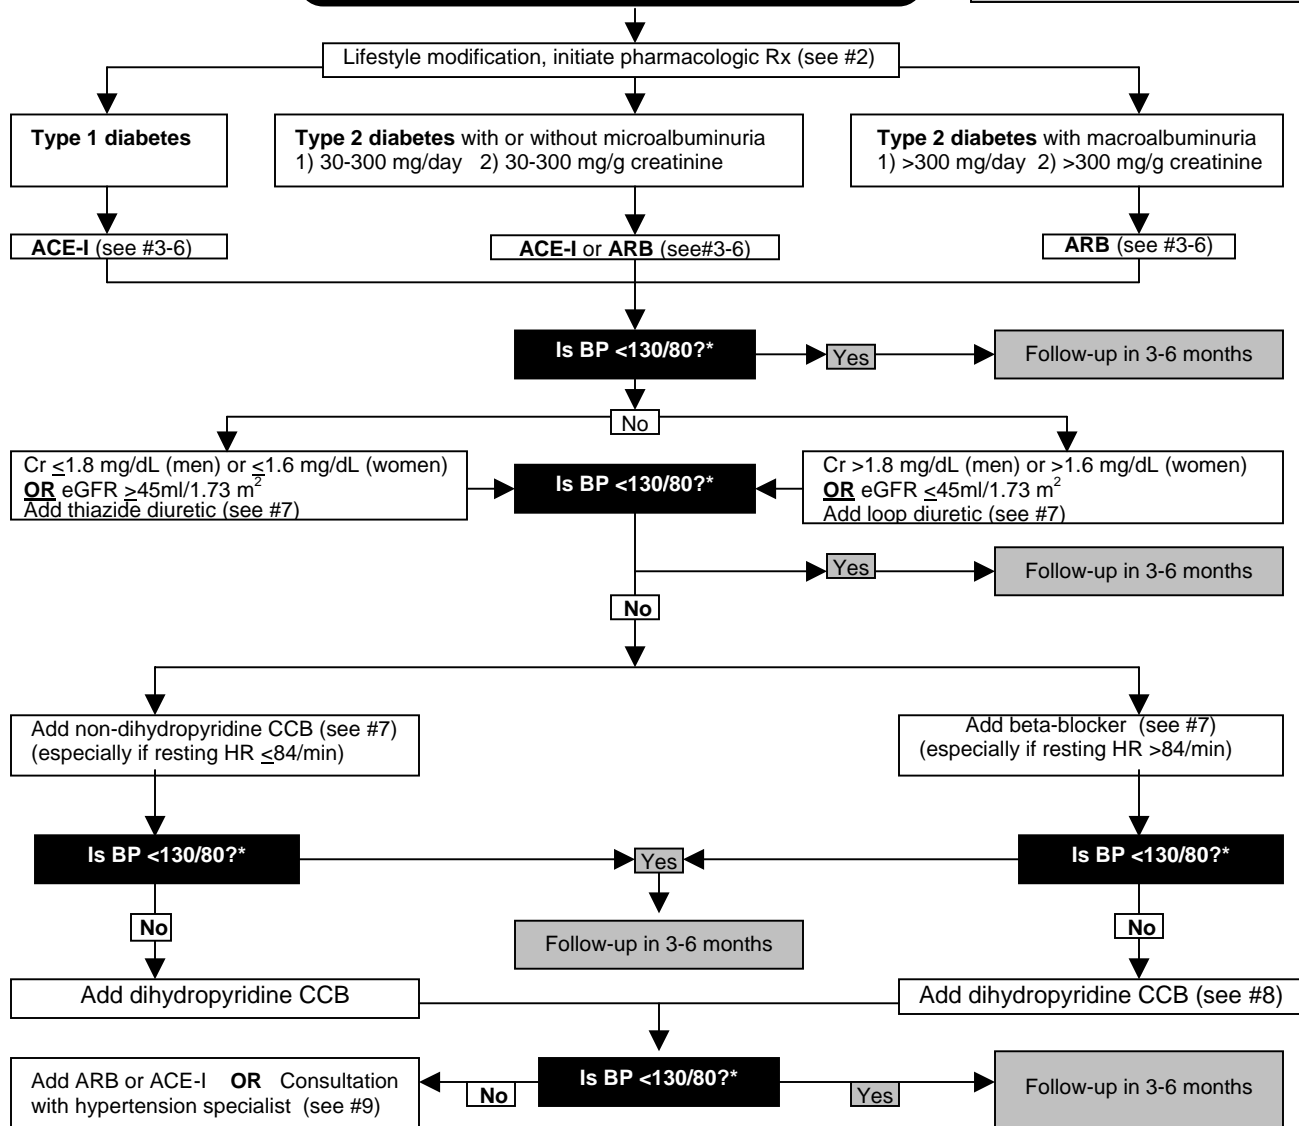 Lifestyle modification, initiate pharmacologic Rx (see #2)
Type 1 diabetes
Type 2 diabetes with or without microalbuminuria
1) 30-300 mg/day 2) 30-300 mg/g creatinine
Type 2 diabetes with macroalbuminuria
1) >300 mg/day 2) >300 mg/g creatinine
ACE-I (see #3-6)
ACE-I or ARB (see#3-6)
ARB (see #3-6)
Is BP <130/80?*
Yes
Follow-up in 3-6 months
No
Cr ≤1.8 mg/dL (men) or ≤1.6 mg/dL (women)
OR eGFR ≥45ml/1.73 m²
Add thiazide diuretic (see #7)
Is BP <130/80?*
Cr >1.8 mg/dL (men) or >1.6 mg/dL (women)
OR eGFR ≤45ml/1.73 m²
Add loop diuretic (see #7)
Yes
Follow-up in 3-6 months
No
Add non-dihydropyridine CCB (see #7)
(especially if resting HR ≤84/min)
Add beta-blocker (see #7)
(especially if resting HR >84/min)
Is BP <130/80?*
Yes
Is BP <130/80?*
No
Follow-up in 3-6 months
No
Add dihydropyridine CCB
Add dihydropyridine CCB (see #8)
Add ARB or ACE-I OR Consultation
with hypertension specialist (see #9)
No
Is BP <130/80?*
Yes
Follow-up in 3-6 months